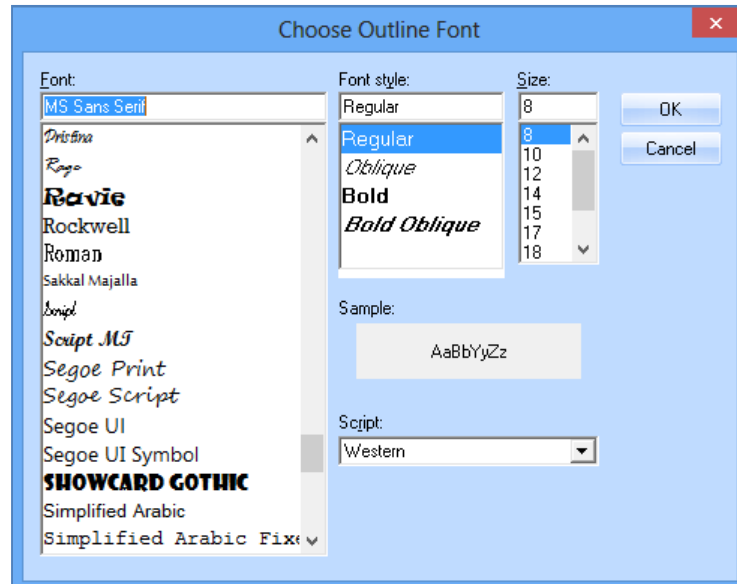 Choose Outline Font
Font:
MS Sans Serif
Pristina
Rage
Ravie
Rockwell
Roman
Sakkal Majalla
Script
Script MT
Segoe Print
Segoe Script
Segoe UI
Segoe UI Symbol
SHOWCARD GOTHIC
Simplified Arabic
Simplified Arabic Fixe
Font style:
Regular
Regular
Oblique
Bold
Bold Oblique
Size:
8
8
10
12
14
15
17
18
OK
Cancel
Sample:
AaBbYyZz
Script:
Western